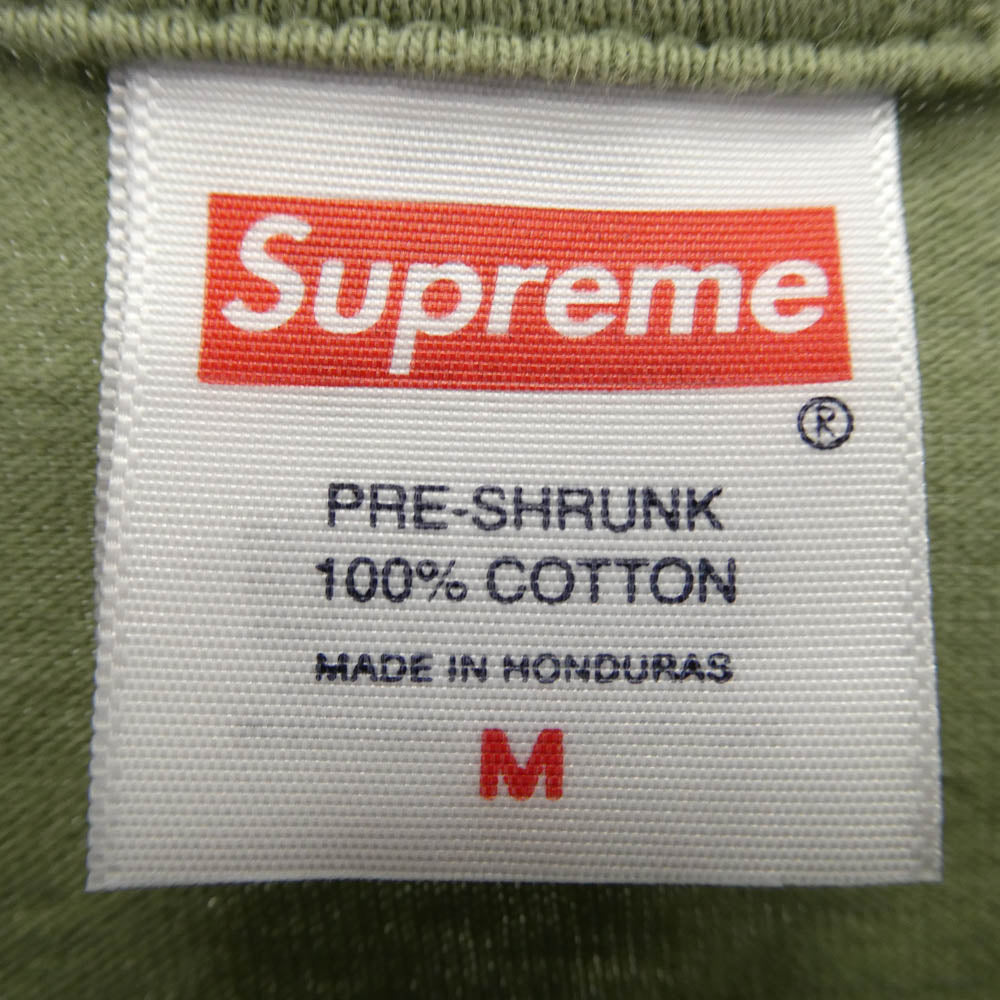 Supreme
®
PRE-SHRUNK
100% COTTON
MADE IN HONDURAS
M